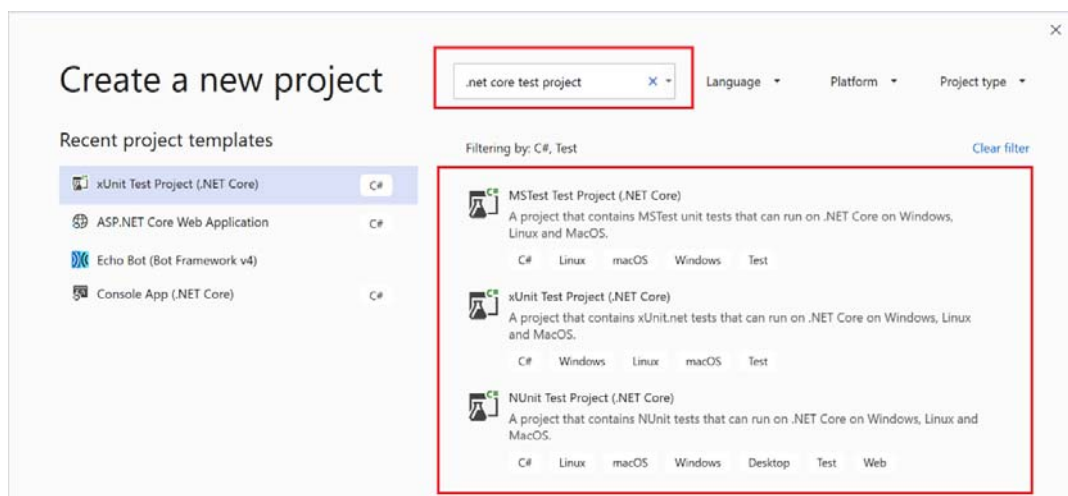 Create a new project
.net core test project
Language
Platform
Project type
Recent project templates
xUnit Test Project (.NET Core)
C#
ASP.NET Core Web Application
C#
Echo Bot (Bot Framework v4)
Console App (.NET Core)
C#
Filtering by: C#, Test
Clear filter
C#
MSTest Test Project (.NET Core)
A project that contains MSTest unit tests that can run on .NET Core on Windows,
Linux and MacOS.
C# Linux macOS Windows Test
C#
xUnit Test Project (.NET Core)
A project that contains xUnit.net tests that can run on .NET Core on Windows, Linux
and MacOS.
C# Windows Linux macOS Test
C#
NUnit Test Project (.NET Core)
A project that contains NUnit tests that can run on .NET Core on Windows, Linux and
MacOS.
C# Linux macOS Windows Desktop Test Web